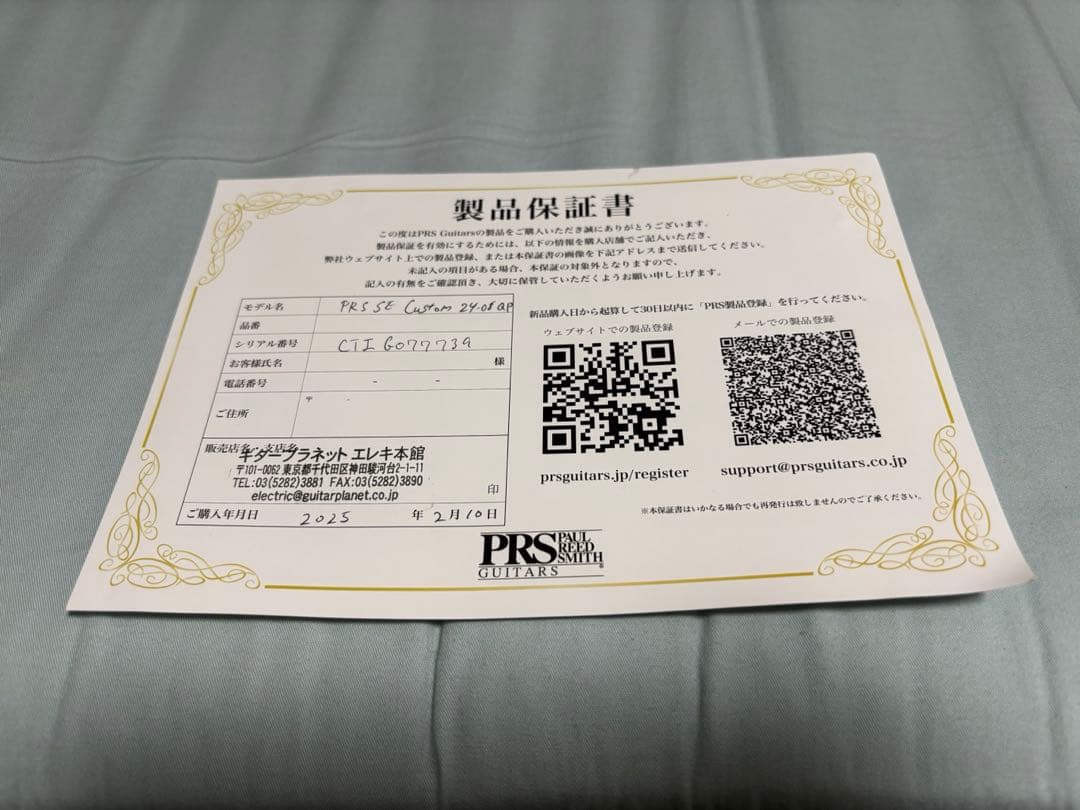 製品保証書
この度はPRS Guitarsの製品をご購入いただき誠にありがとうございます。
製品保証を有効にするためには、以下の情報を購入店舗でご記入いただき、
弊社ウェブサイト上での製品登録、または本保証書の画像を下記アドレスまで送信してください。
未記入の項目がある場合、本保証の対象外となりますので、
記入の有無をご確認頂き、大切に保管していただくようお願い申し上げます。
モデル名 PRS SE Custom 24-08 QP
品番
シリアル番号 CTI G077739
お客様氏名 様
電話番号 - -
ご住所 〒 -
販売店名・支店名
ギタープラネット エレキ本館
〒101-0062 東京都千代田区神田駿河台2-1-11
TEL:03(5282)3881 FAX:03(5282)3890
electric@guitarplanet.co.jp
印
ご購入年月日 2025 年 2月10日
新品購入日から起算して30日以内に「PRS製品登録」を行ってください。
ウェブサイトでの製品登録
prsguitars.jp/register
メールでの製品登録
support@prsguitars.co.jp
※本保証書はいかなる場合でも再発行は致しませんのでご了承ください。
PRS PAUL REED SMITH
GUITARS